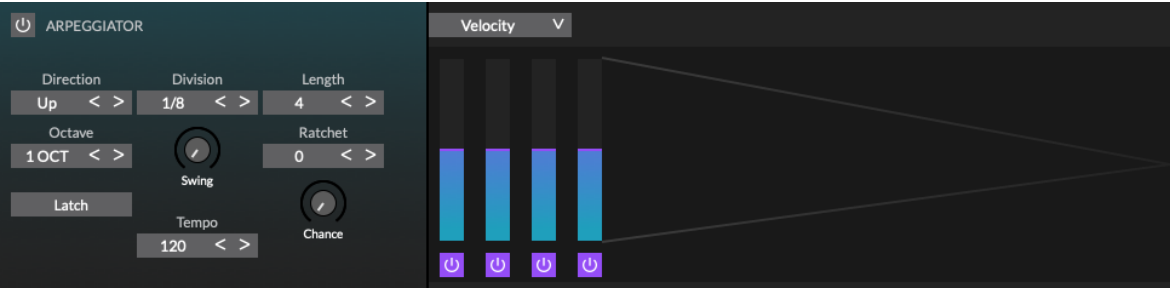 ARPEGGIATOR
Velocity V
Direction Division Length
Up < > 1/8 < > 4 < >
Octave Ratchet
1 OCT < > 0 < >
Swing
Latch
Tempo
Chance
120 < >